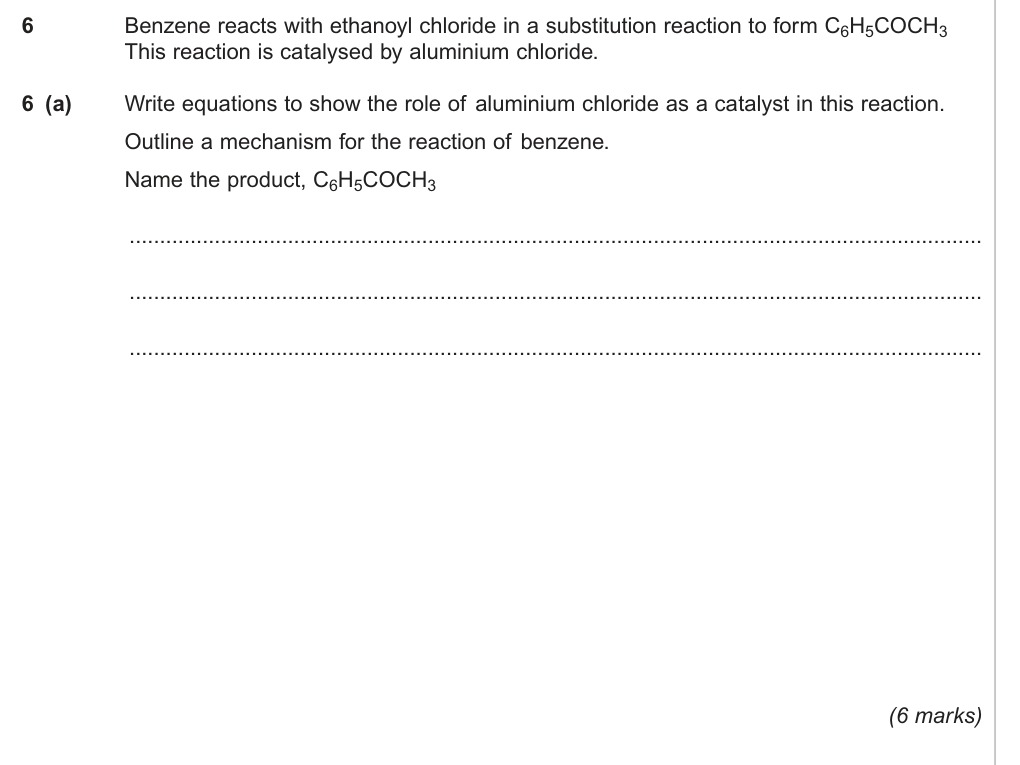 6 Benzene reacts with ethanoyl chloride in a substitution reaction to form C₆H₅COCH₃
This reaction is catalysed by aluminium chloride.
6 (a) Write equations to show the role of aluminium chloride as a catalyst in this reaction.
Outline a mechanism for the reaction of benzene.
Name the product, C₆H₅COCH₃
(6 marks)